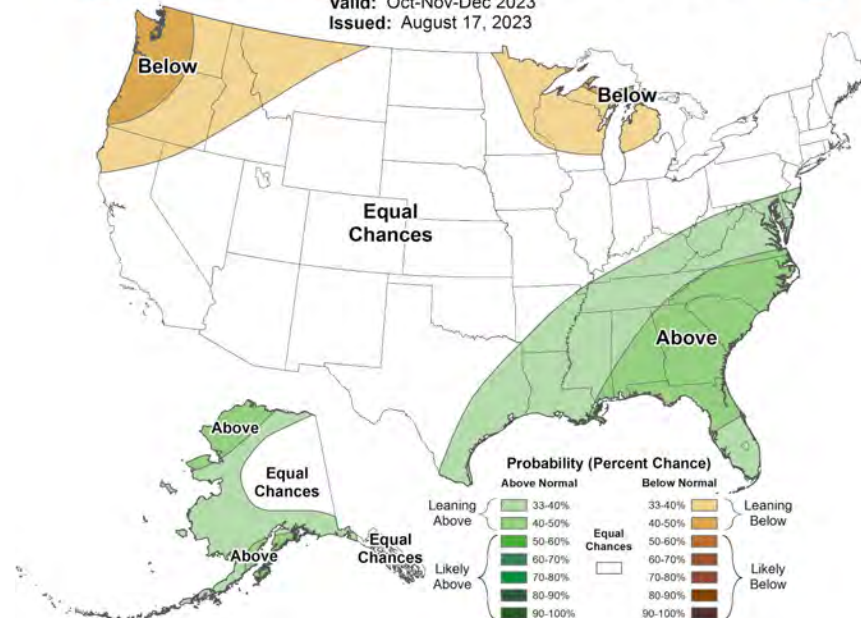 Valid: Oct-Nov-Dec 2023
Issued: August 17, 2023
Below
Below
Equal
Chances
Above
Above
Equal
Chances
Above
Equal
Chances
Probability (Percent Chance)
Above Normal
Below Normal
Leaning
Above
33-40%
40-50%
50-60%
60-70%
70-80%
80-90%
90-100%
Likely
Above
Equal
Chances
33-40%
40-50%
50-60%
60-70%
70-80%
80-90%
90-100%
Leaning
Below
Likely
Below